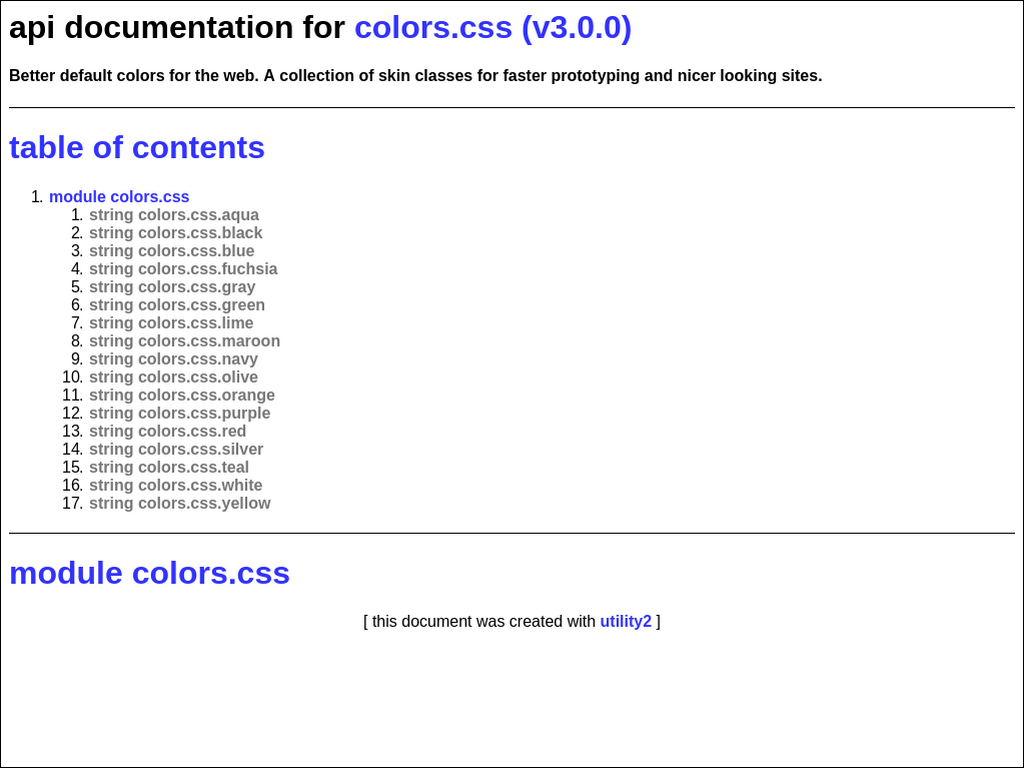 api documentation for colors.css (v3.0.0)
Better default colors for the web. A collection of skin classes for faster prototyping and nicer looking sites.
table of contents
1. module colors.css
1. string colors.css.aqua
2. string colors.css.black
3. string colors.css.blue
4. string colors.css.fuchsia
5. string colors.css.gray
6. string colors.css.green
7. string colors.css.lime
8. string colors.css.maroon
9. string colors.css.navy
10. string colors.css.olive
11. string colors.css.orange
12. string colors.css.purple
13. string colors.css.red
14. string colors.css.silver
15. string colors.css.teal
16. string colors.css.white
17. string colors.css.yellow
module colors.css
[ this document was created with utility2 ]